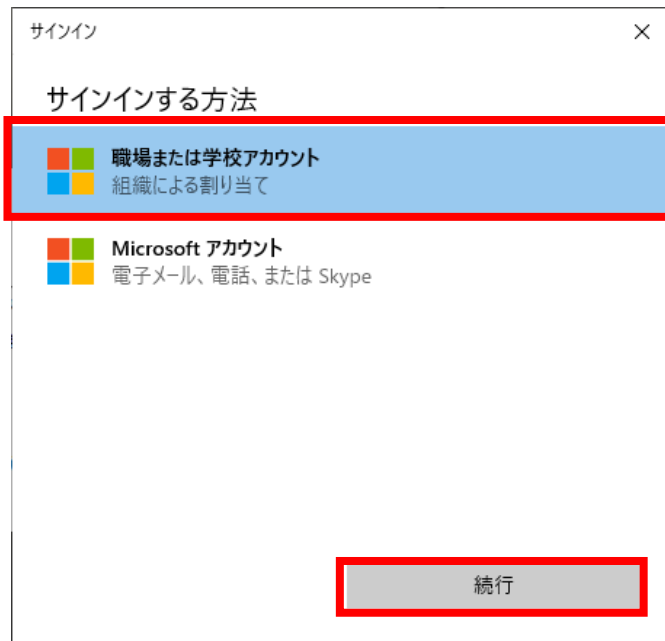 サインイン
サインインする方法
職場または学校アカウント
組織による割り当て
Microsoft アカウント
電子メール、電話、または Skype
続行